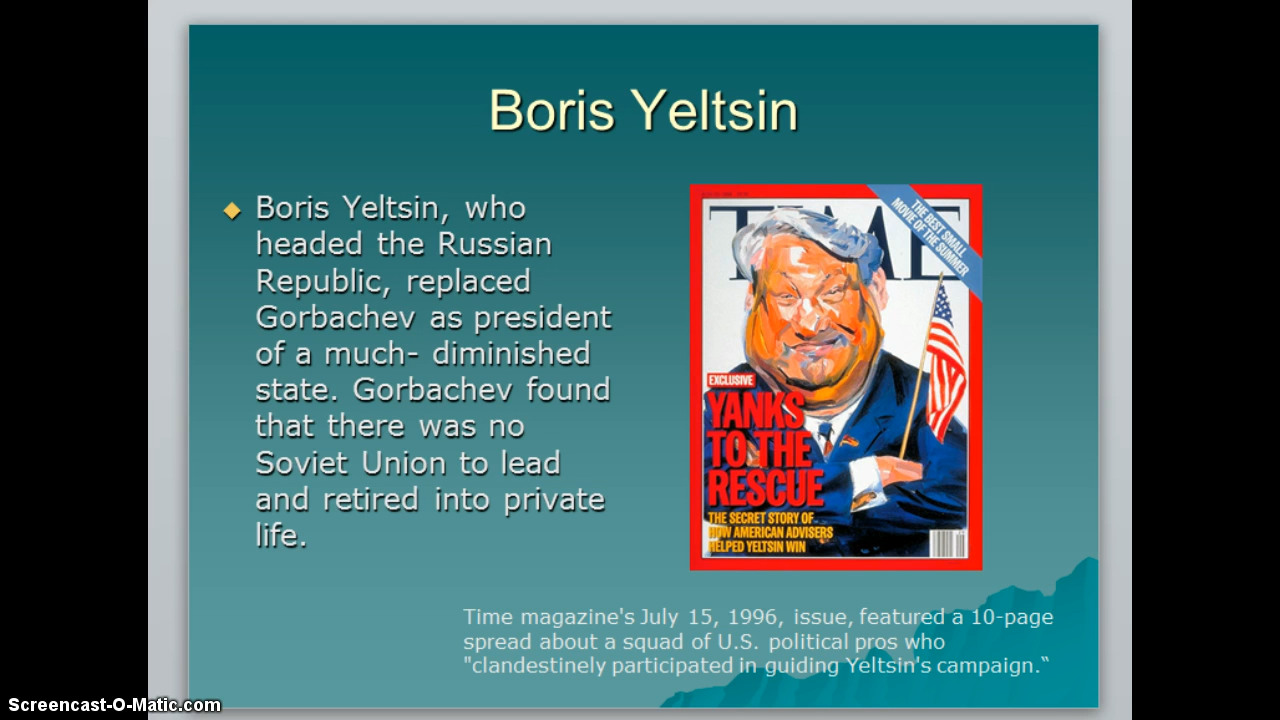 Boris Yeltsin
Boris Yeltsin, who
headed the Russian
Republic, replaced
Gorbachev as president
of a much- diminished
state. Gorbachev found
that there was no
Soviet Union to lead
and retired into private
life.
TIME
THE BEST SMALL
MOVIE OF THE SUMMER
EXCLUSIVE
YANKS
TO THE
RESCUE
THE SECRET STORY OF
HOW AMERICAN ADVISERS
HELPED YELTSIN WIN
Time magazine's July 15, 1996, issue, featured a 10-page
spread about a squad of U.S. political pros who
"clandestinely participated in guiding Yeltsin's campaign.“
Screencast-O-Matic.com